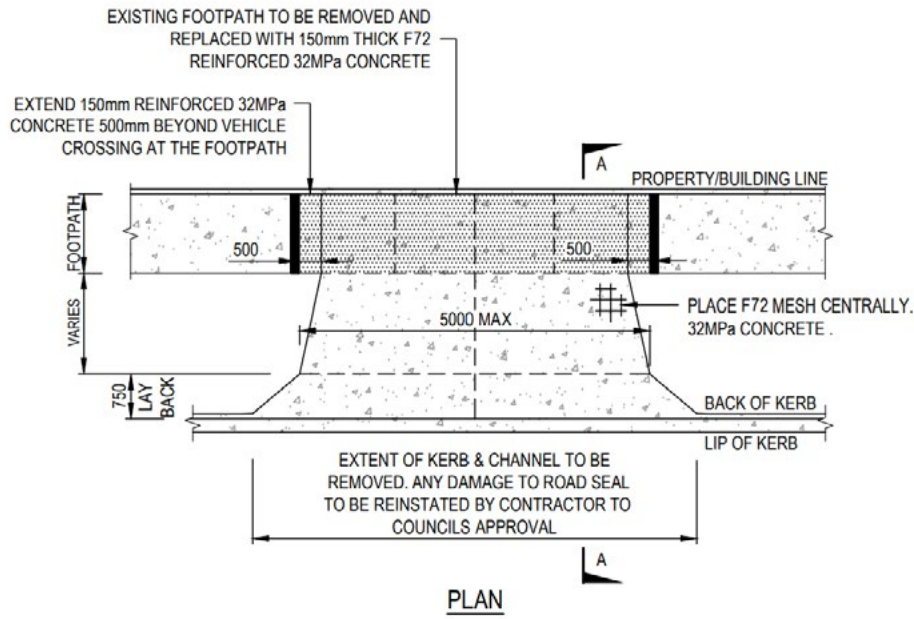 EXISTING FOOTPATH TO BE REMOVED AND
REPLACED WITH 150mm THICK F72
REINFORCED 32MPa CONCRETE
EXTEND 150mm REINFORCED 32MPa
CONCRETE 500mm BEYOND VEHICLE
CROSSING AT THE FOOTPATH
A
PROPERTY/BUILDING LINE
FOOTPATH
500
500
VARIES
PLACE F72 MESH CENTRALLY.
32MPa CONCRETE .
5000 MAX
750
LAY
BACK
BACK OF KERB
LIP OF KERB
EXTENT OF KERB & CHANNEL TO BE
REMOVED. ANY DAMAGE TO ROAD SEAL
TO BE REINSTATED BY CONTRACTOR TO
COUNCILS APPROVAL
A
PLAN